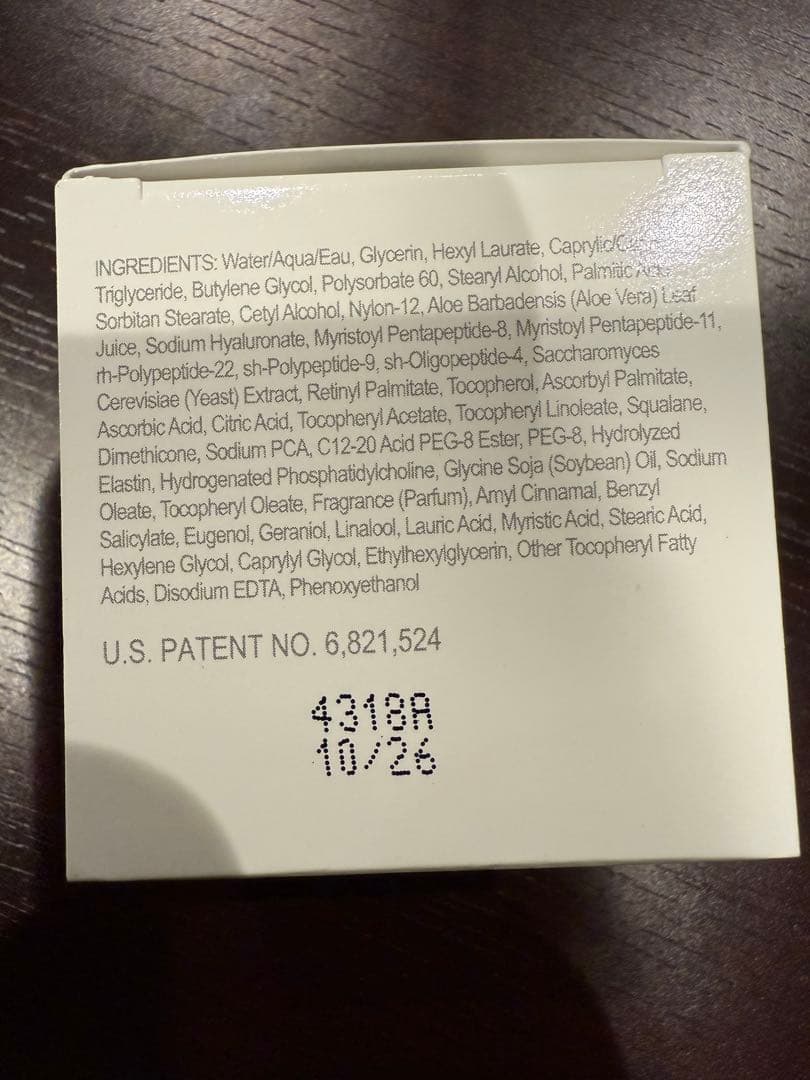 INGREDIENTS: Water/Aqua/Eau, Glycerin, Hexyl Laurate,
Triglyceride, Butylene Glycol, Polysorbate 60, Stearyl Alcohol, Palmitic
Sorbitan Stearate, Cetyl Alcohol, Nylon-12, Aloe Barbadensis (Aloe Vera) Leaf
Juice, Sodium Hyaluronate, Myristoyl Pentapeptide-8, Myristoyl Pentapeptide-11,
rh-Polypeptide-22, sh-Polypeptide-9, sh-Oligopeptide-4, Saccharomyces
Cerevisiae (Yeast) Extract, Retinyl Palmitate, Tocopherol, Ascorbyl Palmitate,
Ascorbic Acid, Citric Acid, Tocopheryl Acetate, Tocopheryl Linoleate, Squalane,
Dimethicone, Sodium PCA, C12-20 Acid PEG-8 Ester, PEG-8, Hydrolyzed
Elastin, Hydrogenated Phosphatidylcholine, Glycine Soja (Soybean) Oil, Sodium
Oleate, Tocopheryl Oleate, Fragrance (Parfum), Amyl Cinnamal, Benzyl
Salicylate, Eugenol, Geraniol, Linalool, Lauric Acid, Myristic Acid, Stearic Acid,
Hexylene Glycol, Caprylyl Glycol, Ethylhexylglycerin, Other Tocopheryl Fatty
Acids, Disodium EDTA, Phenoxyethanol
U.S. PATENT NO. 6,821,524
4318A
10/26